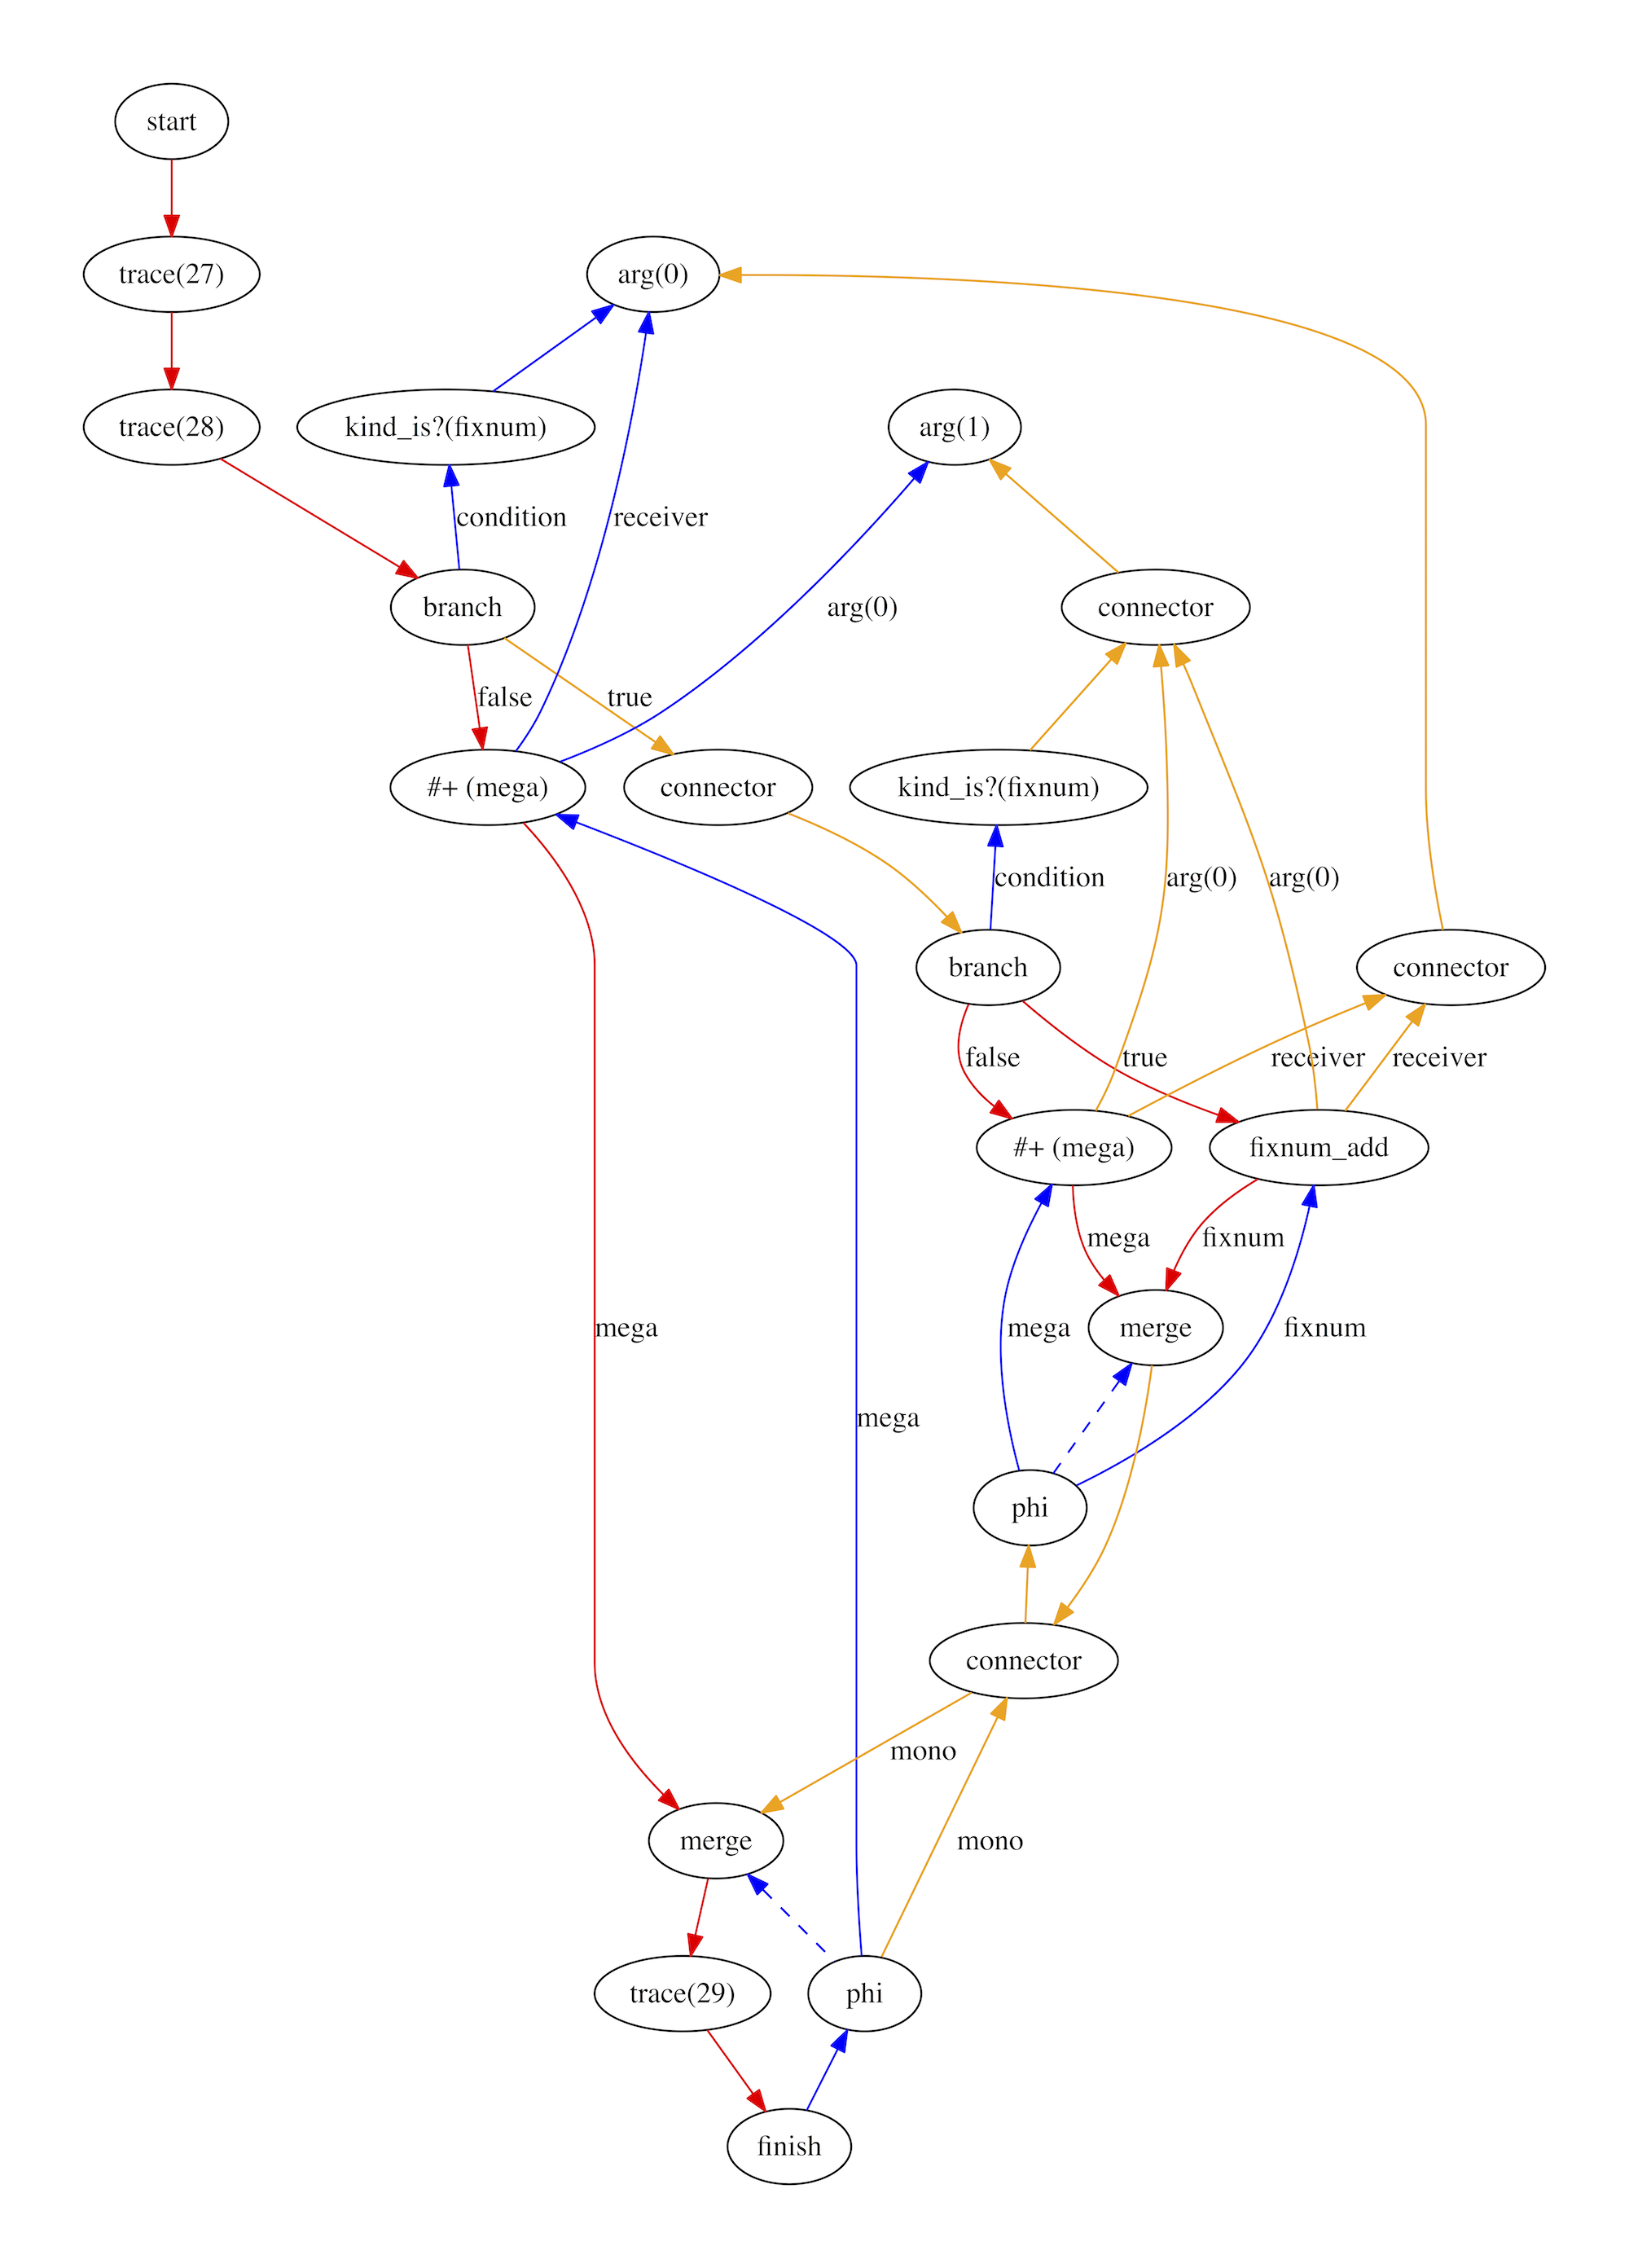 start
trace(27)
arg(0)
trace(28)
kind_is?(fixnum)
arg(1)
condition
receiver
branch
arg(0)
connector
false
true
#+ (mega)
connector
kind_is?(fixnum)
condition
arg(0)
arg(0)
branch
connector
false
true
receiver
receiver
#+ (mega)
fixnum_add
mega
fixnum
mega
mega
merge
fixnum
mega
phi
connector
mono
merge
mono
trace(29)
phi
finish